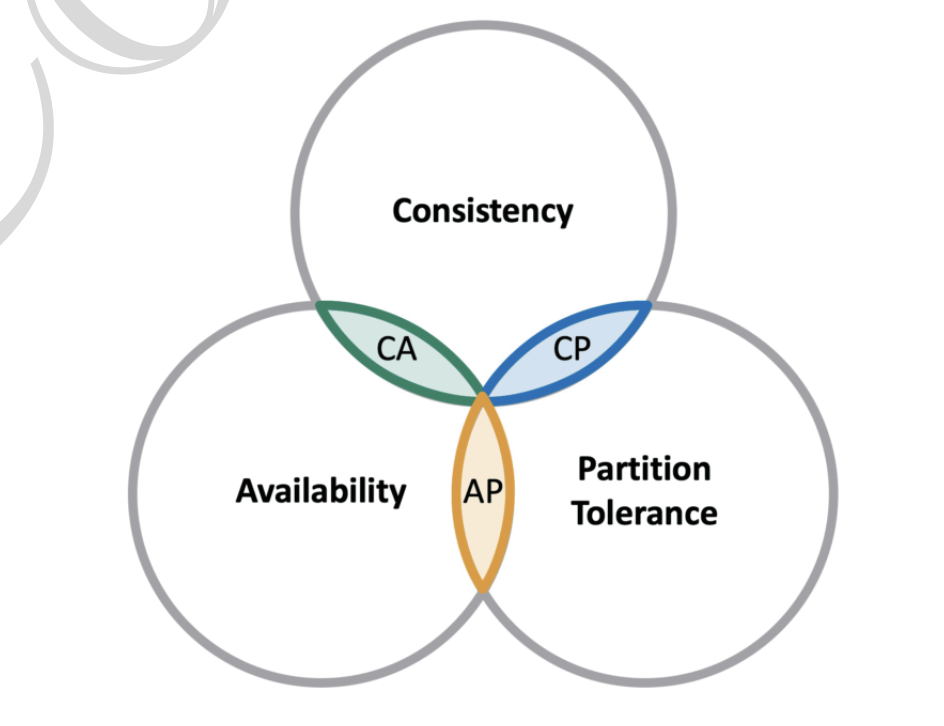 Consistency
CA
CP
Availability
AP
Partition
Tolerance